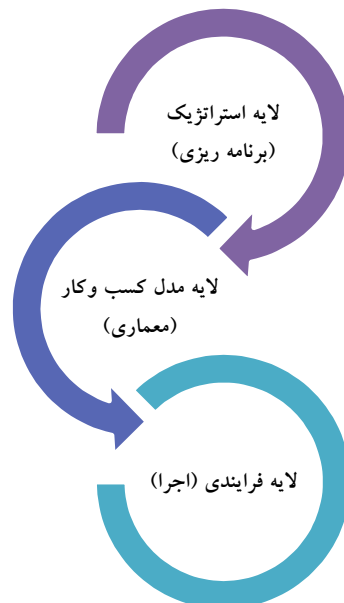 لایه استراتژیک
(برنامه ریزی)
لایه مدل کسب وکار
(معماری)
لایه فرایندی (اجرا)